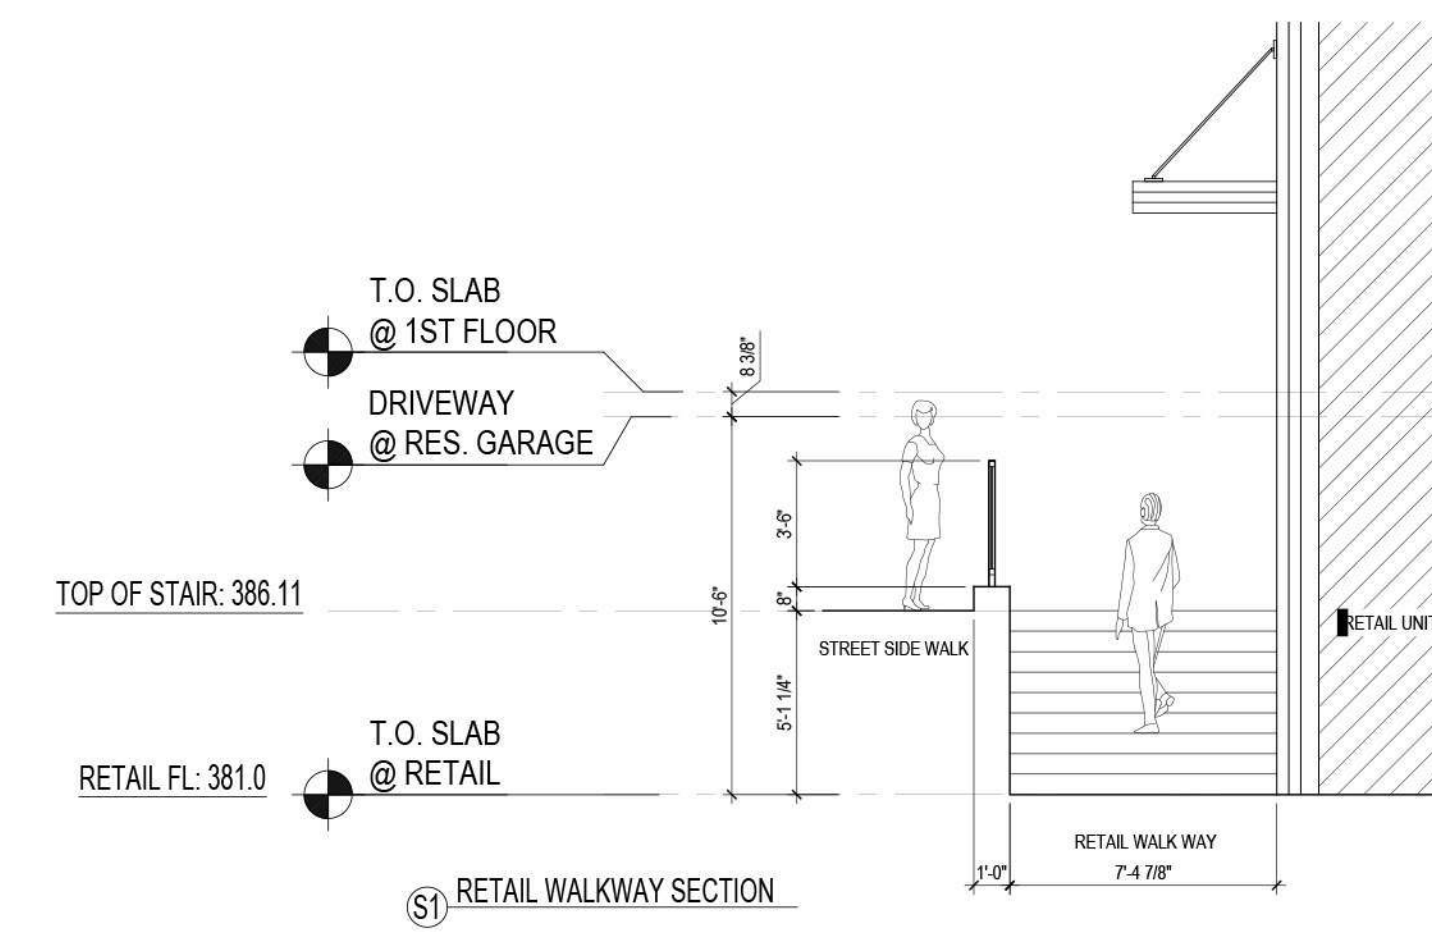 T.O. SLAB
@ 1ST FLOOR
8 3/8"
DRIVEWAY
@ RES. GARAGE
3'-6"
TOP OF STAIR: 386.11
8"
10'-6"
RETAIL UNIT
STREET SIDE WALK
5'-1 1/4"
T.O. SLAB
@ RETAIL
RETAIL FL: 381.0
RETAIL WALK WAY
1'-0"
7'-4 7/8"
S1
RETAIL WALKWAY SECTION